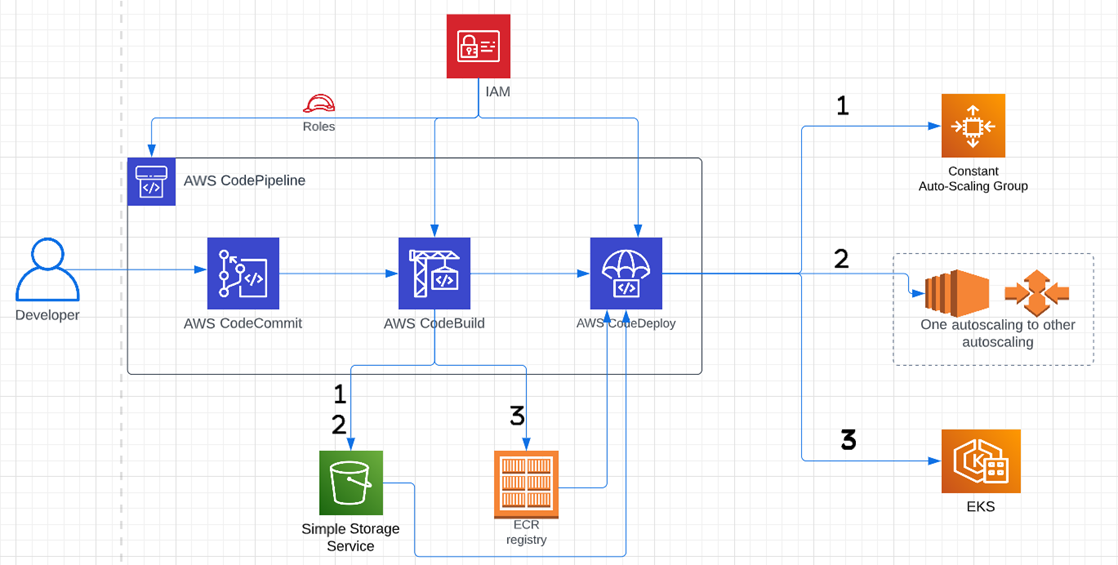 IAM
Roles
1
Constant
Auto-Scaling Group
AWS CodePipeline
Developer
AWS CodeCommit
AWS CodeBuild
AWS CodeDeploy
2
One autoscaling to other
autoscaling
1
2
3
3
Simple Storage
Service
ECR
registry
EKS